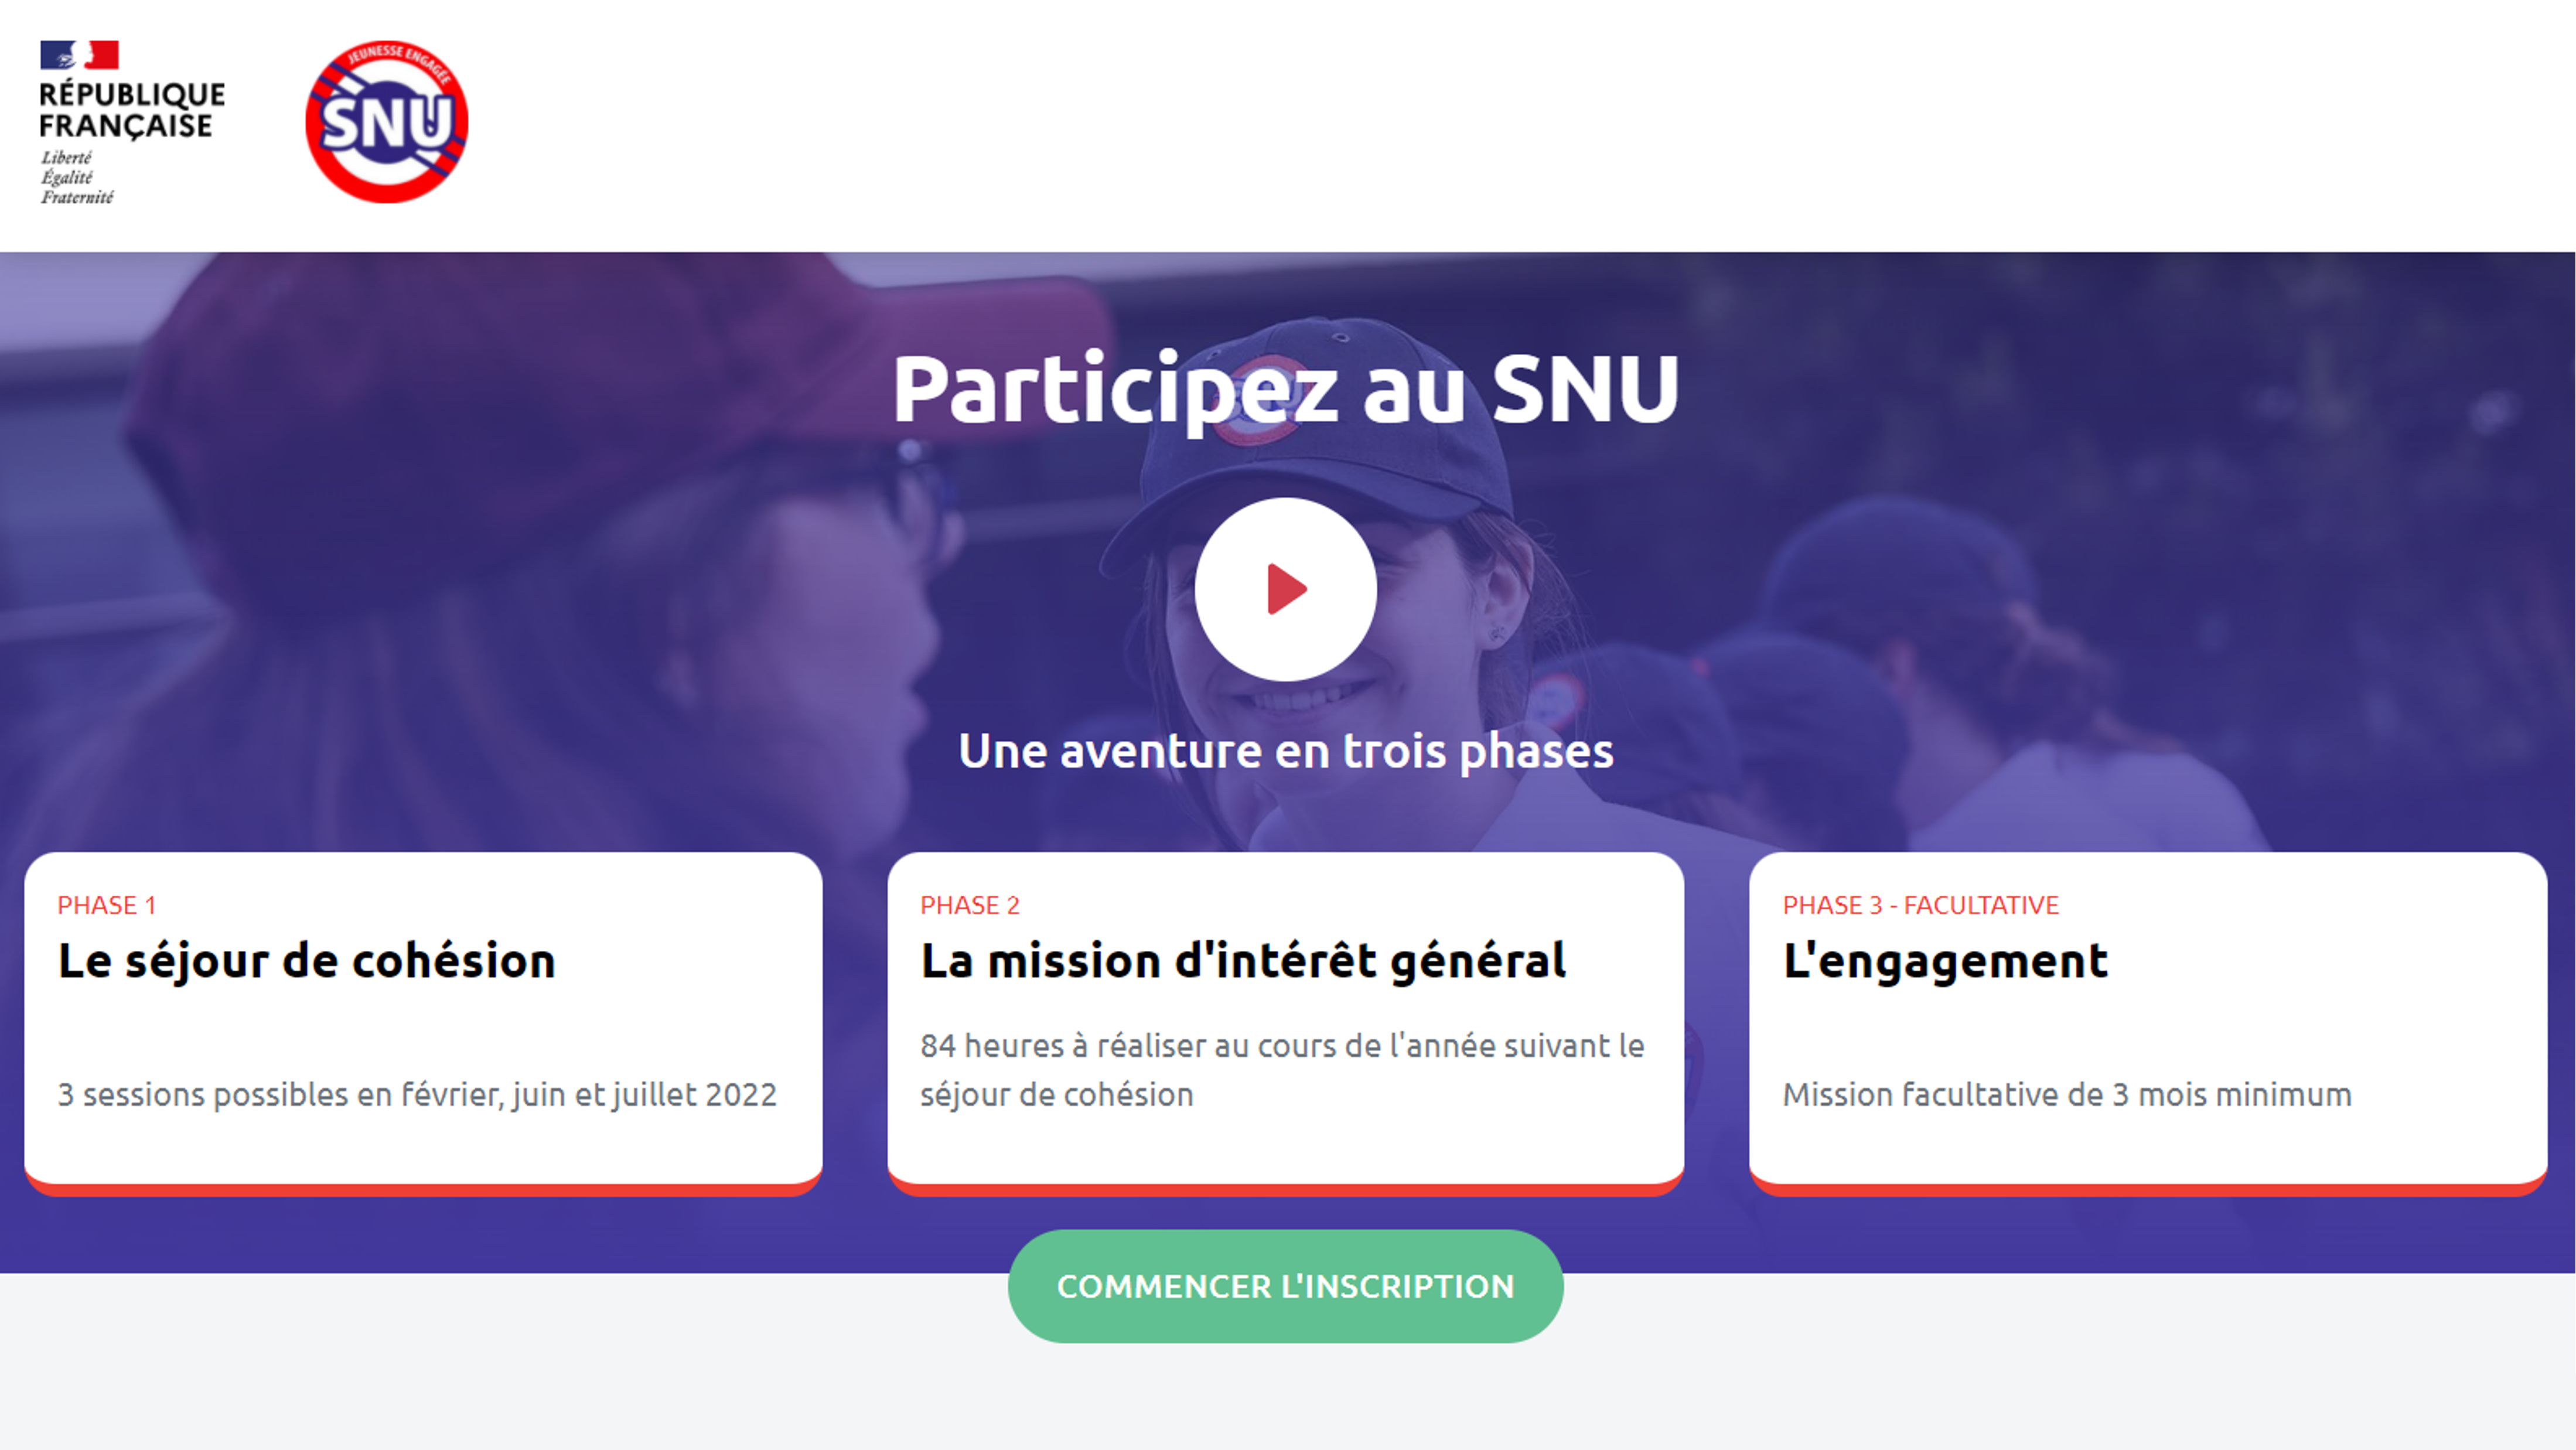 RÉPUBLIQUE
FRANÇAISE
Liberté
Égalité
Fraternité
JEUNESSE ENGAGÉE
SNU
Participez au SNU
Une aventure en trois phases
PHASE 1
Le séjour de cohésion
3 sessions possibles en février, juin et juillet 2022
PHASE 2
La mission d'intérêt général
84 heures à réaliser au cours de l'année suivant le
séjour de cohésion
PHASE 3 - FACULTATIVE
L'engagement
Mission facultative de 3 mois minimum
COMMENCER L'INSCRIPTION